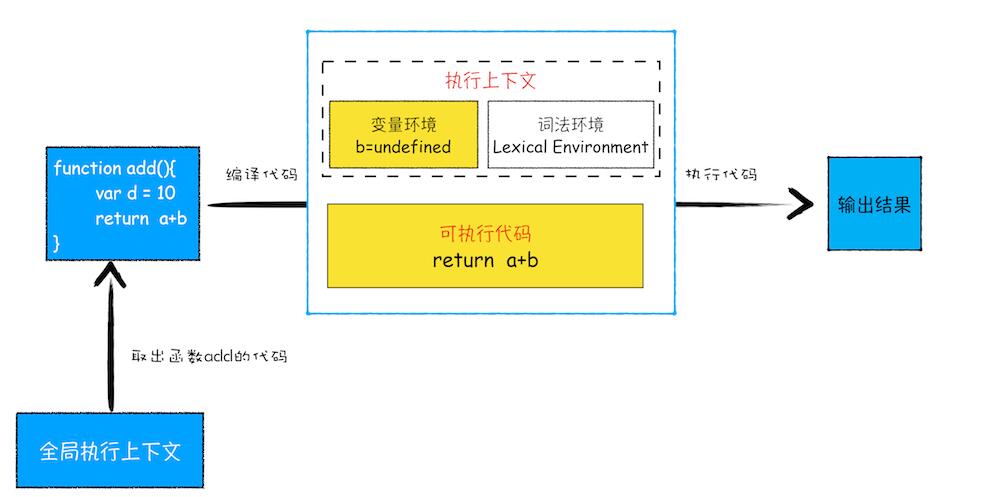 执行上下文
变量环境
b=undefined
词法环境
Lexical Environment
function add(){
var d = 10
return a+b
}
编译代码
可执行代码
return a+b
执行代码
输出结果
取出函数add的代码
全局执行上下文